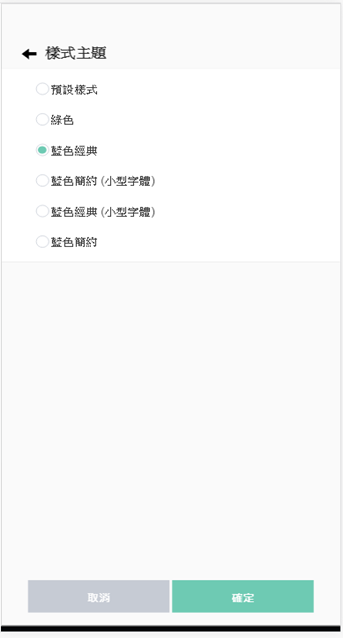 樣式主題
預設樣式
綠色
藍色經典
藍色簡約 (小型字體)
藍色經典 (小型字體)
藍色簡約
取消
確定